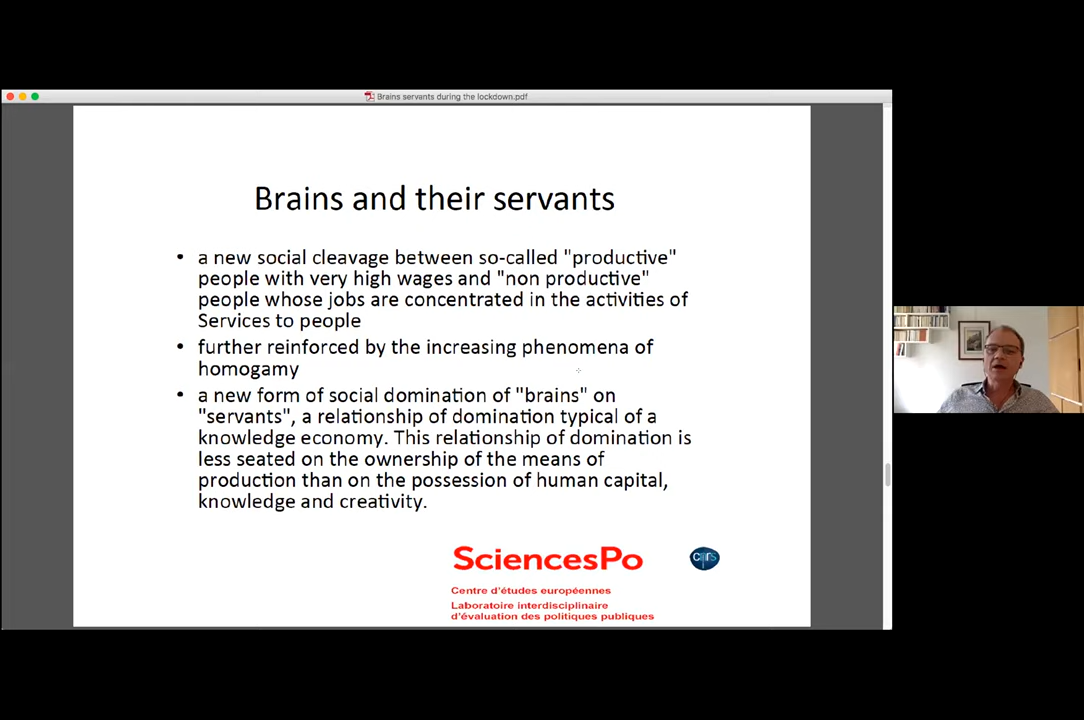 Brains servants during the lockdown.pdf
Brains and their servants
• a new social cleavage between so-called "productive"
people with very high wages and "non productive"
people whose jobs are concentrated in the activities of
Services to people
• further reinforced by the increasing phenomena of
homogamy
• a new form of social domination of "brains" on
"servants", a relationship of domination typical of a
knowledge economy. This relationship of domination is
less seated on the ownership of the means of
production than on the possession of human capital,
knowledge and creativity.
SciencesPo
cnrs
Centre d'études européennes
Laboratoire interdisciplinaire
d'évaluation des politiques publiques